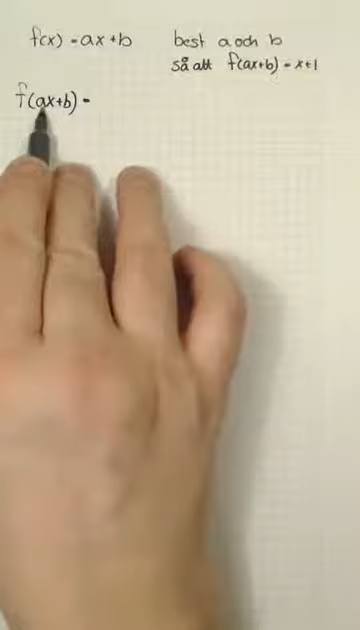 f(x) = ax + b
best a och b
så att f(ax+b) = x+1
f(ax+b) =